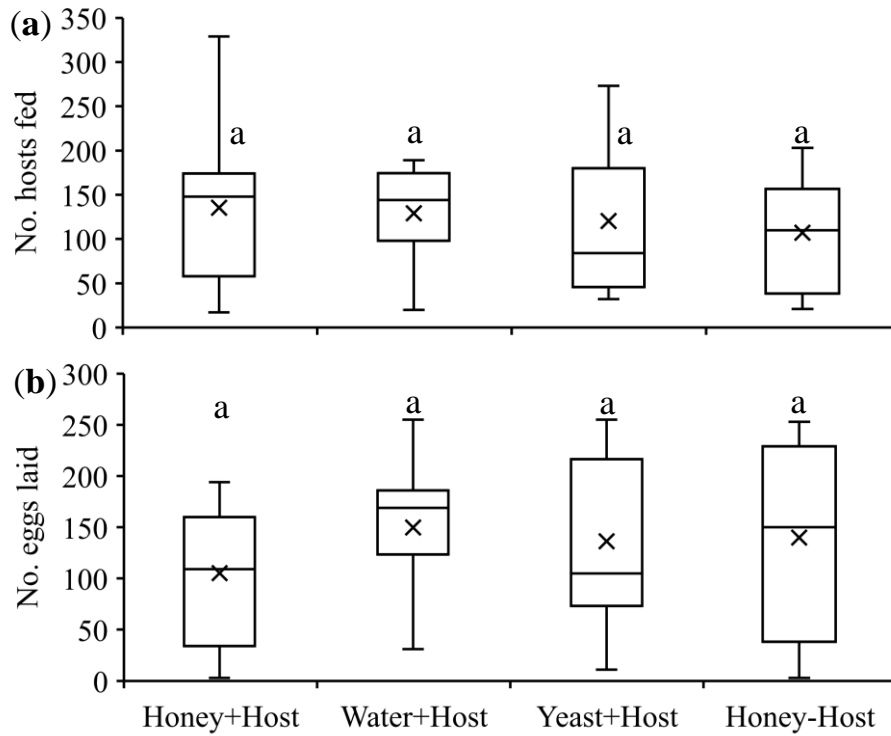 (a)
No. hosts fed
350
300
250
200
150
100
50
0
a a a a
(b)
No. eggs laid
300
250
200
150
100
50
0
a a a a
Honey+Host Water+Host Yeast+Host Honey-Host